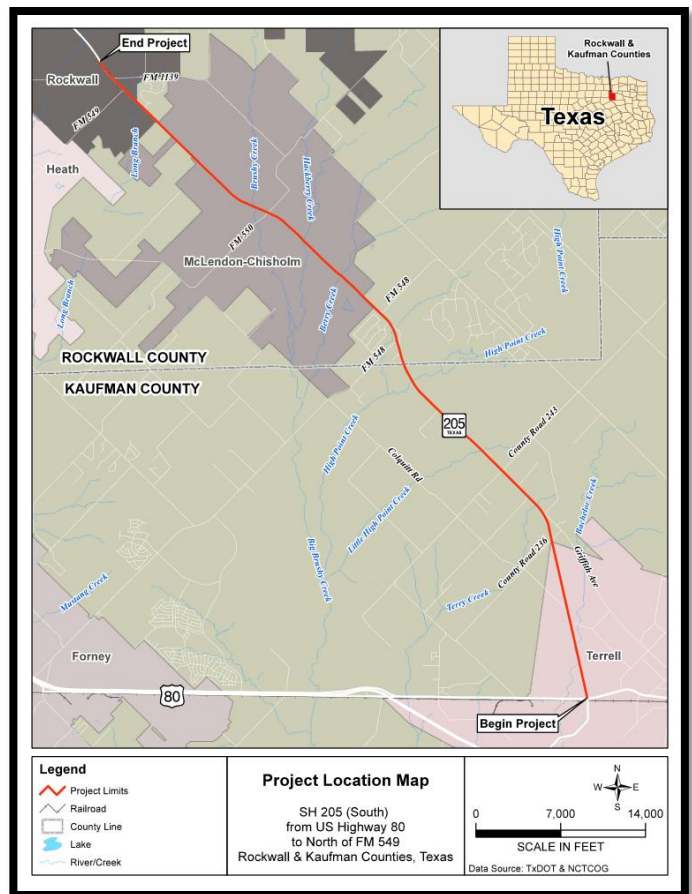 End Project
Rockwall
FM 1139
FM 549
Heath
Long Branch
Brushy Creek
Hackberry Creek
Rockwall &
Kaufman Counties
Texas
FM 550
McLendon-Chisholm
High Point Creek
Long Branch
Berry Creek
FM 548
ROCKWALL COUNTY
FM 548
High Point Creek
KAUFMAN COUNTY
205
TEXAS
County Road 243
High Point Creek
Colquitt Rd
Little High Point Creek
Bachelor Creek
Big Brushy Creek
County Road 236
Griffith Ave
Mustang Creek
Terry Creek
Forney
Terrell
80
Begin Project
Legend
Project Limits
Railroad
County Line
Lake
River/Creek
Project Location Map
SH 205 (South)
from US Highway 80
to North of FM 549
Rockwall & Kaufman Counties, Texas
N
W E
S
0 7,000 14,000
SCALE IN FEET
Data Source: TxDOT & NCTCOG